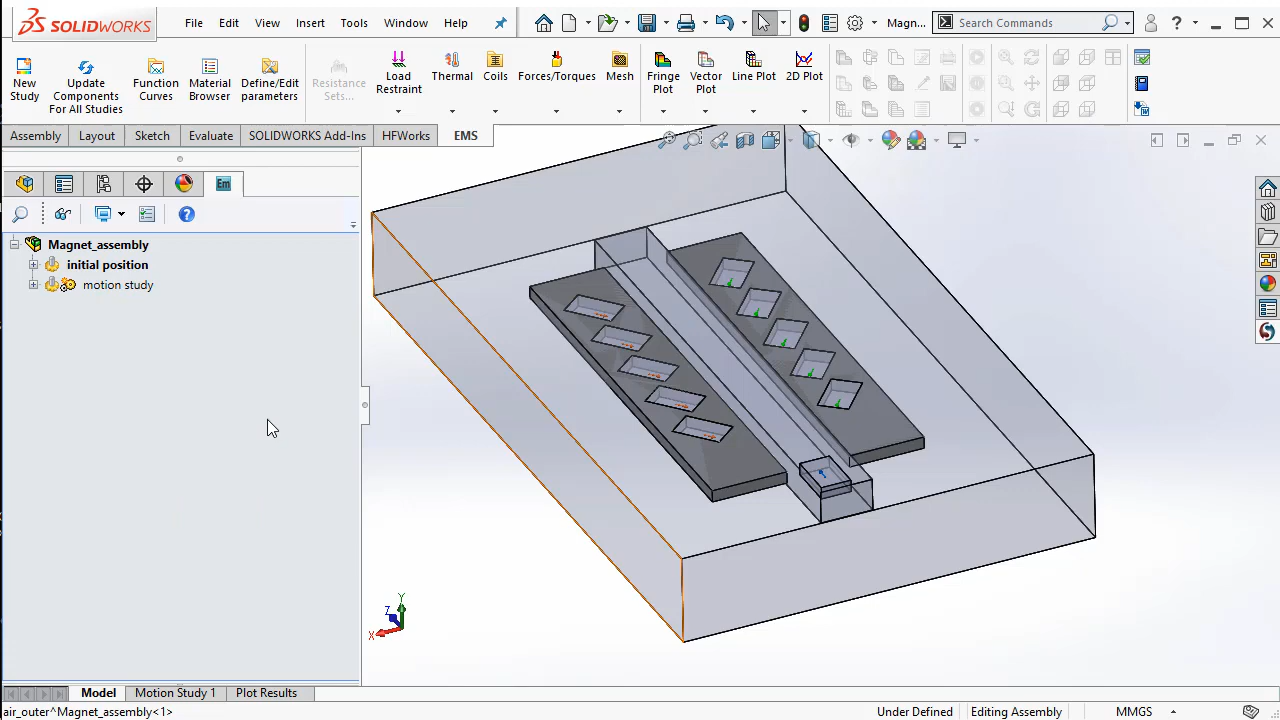 SOLIDWORKS
File Edit View Insert Tools Window Help
Magn...
Search Commands
New Study
Update Components For All Studies
Function Curves
Material Browser
Define/Edit parameters
Resistance Sets...
Load Restraint
Thermal
Coils
Forces/Torques
Mesh
Fringe Plot
Vector Plot
Line Plot
2D Plot
Assembly Layout Sketch Evaluate SOLIDWORKS Add-Ins HFWorks EMS
Em
Magnet_assembly
initial position
motion study
Y
Z
X
Model Motion Study 1 Plot Results
air_outer^Magnet_assembly<1>
Under Defined Editing Assembly MMGS